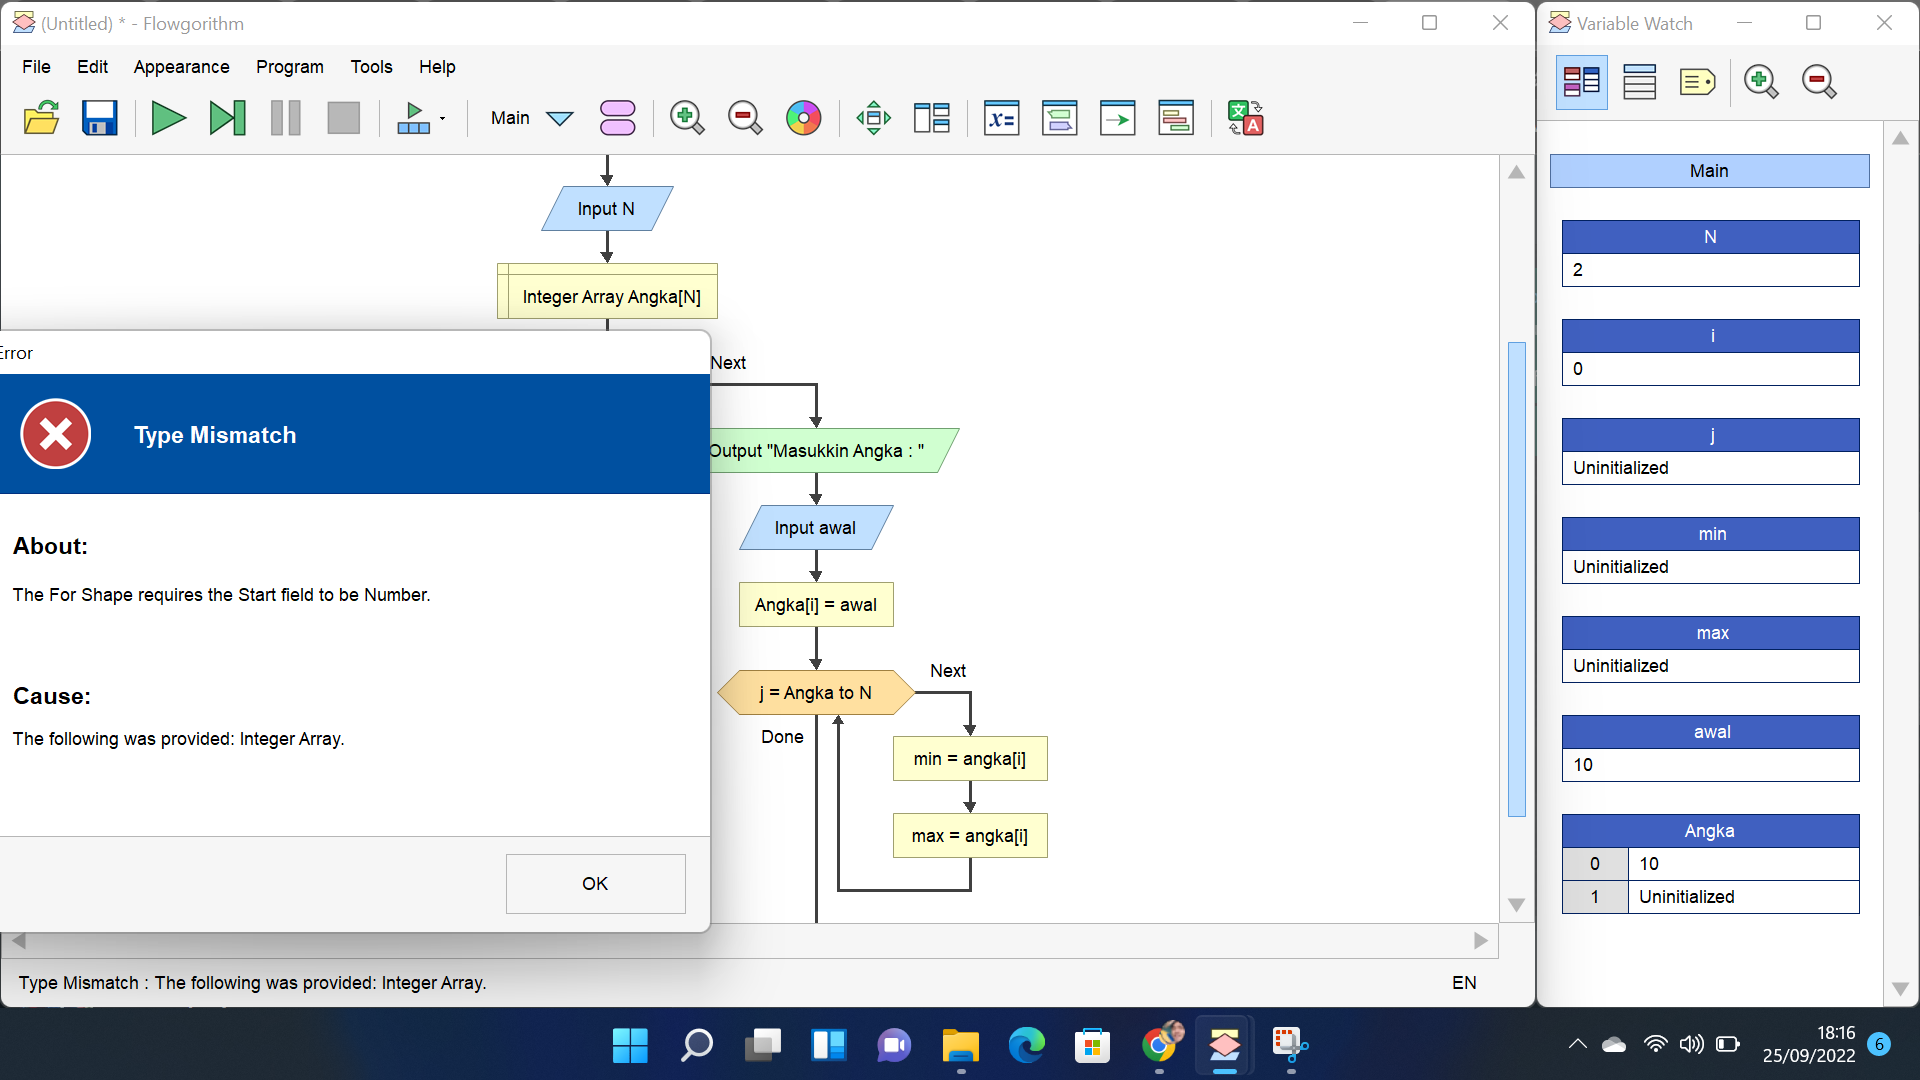 (Untitled) * - Flowgorithm
File Edit Appearance Program Tools Help
Main
x=
A
Input N
Integer Array Angka[N]
Next
Output "Masukkin Angka : "
Input awal
Angka[i] = awal
j = Angka to N
Next
Done
min = angka[i]
max = angka[i]
Error
Type Mismatch
About:
The For Shape requires the Start field to be Number.
Cause:
The following was provided: Integer Array.
OK
Type Mismatch : The following was provided: Integer Array.
EN
Variable Watch
Main
N
2
i
0
j
Uninitialized
min
Uninitialized
max
Uninitialized
awal
10
Angka
0 10
1 Uninitialized
18:16
25/09/2022
6